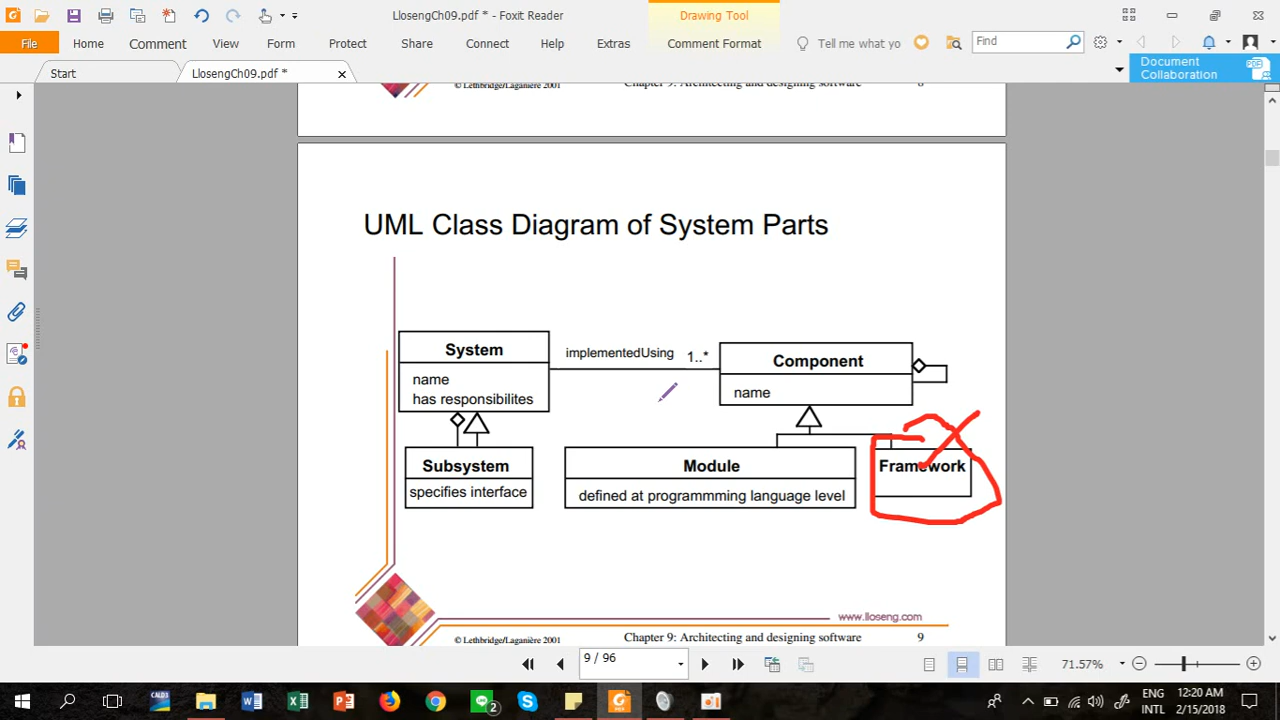 LlosengCh09.pdf * - Foxit Reader
Drawing Tool
File
Home
Comment
View
Form
Protect
Share
Connect
Help
Extras
Comment Format
Tell me what yo
Find
Document
Collaboration
Start
LlosengCh09.pdf *
© Lethbridge/Laganière 2001
Chapter 9: Architecting and designing software
8
UML Class Diagram of System Parts
System
name
has responsibilites
implementedUsing
1..*
Component
name
Subsystem
specifies interface
Module
defined at programmming language level
Framework
www.lloseng.com
© Lethbridge/Laganière 2001
Chapter 9: Architecting and designing software
9
9 / 96
71.57%
2
ENG
INTL
12:20 AM
2/15/2018